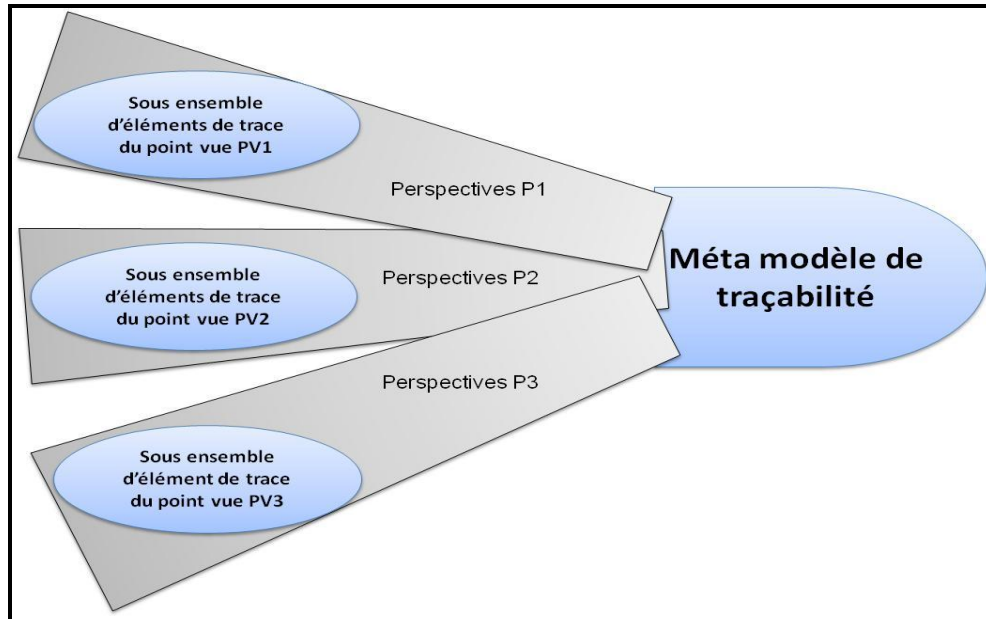 Sous ensemble
d'éléments de trace
du point vue PV1
Perspectives P1
Sous ensemble
d'éléments de trace
du point vue PV2
Perspectives P2
Méta modèle de
traçabilité
Perspectives P3
Sous ensemble
d'élément de trace
du point vue PV3